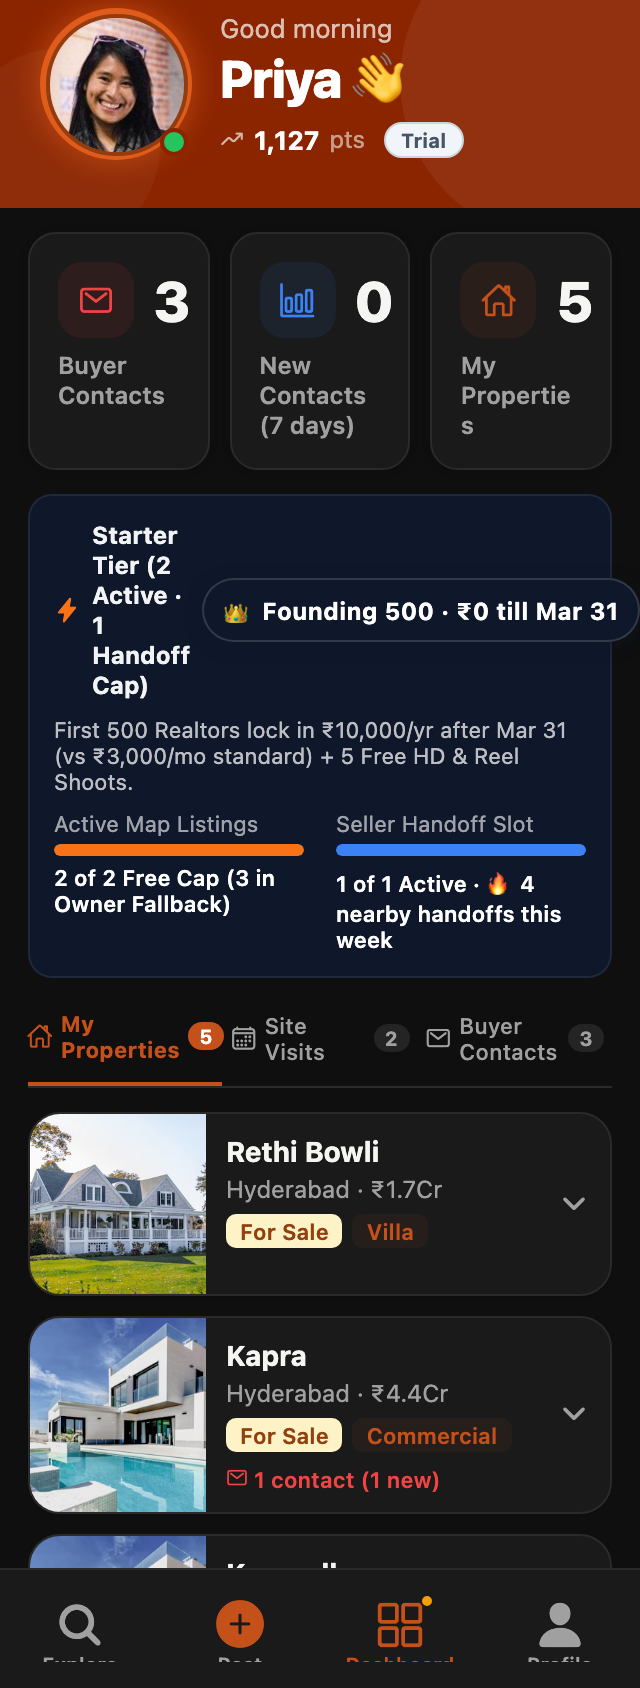 Good morning
Priya 👋
1,127 pts Trial
3
Buyer
Contacts
0
New
Contacts
(7 days)
5
My
Propertie
s
Starter
Tier (2
Active ·
1
Handoff
Cap)
👑 Founding 500 · ₹0 till Mar 31
First 500 Realtors lock in ₹10,000/yr after Mar 31
(vs ₹3,000/mo standard) + 5 Free HD & Reel
Shoots.
Active Map Listings
2 of 2 Free Cap (3 in
Owner Fallback)
Seller Handoff Slot
1 of 1 Active · 🔥 4
nearby handoffs this
week
My
Properties
5
Site
Visits
2
Buyer
Contacts
3
Rethi Bowli
Hyderabad · ₹1.7Cr
For Sale Villa
Kapra
Hyderabad · ₹4.4Cr
For Sale Commercial
1 contact (1 new)
Explore
Post
Dashboard
Profile